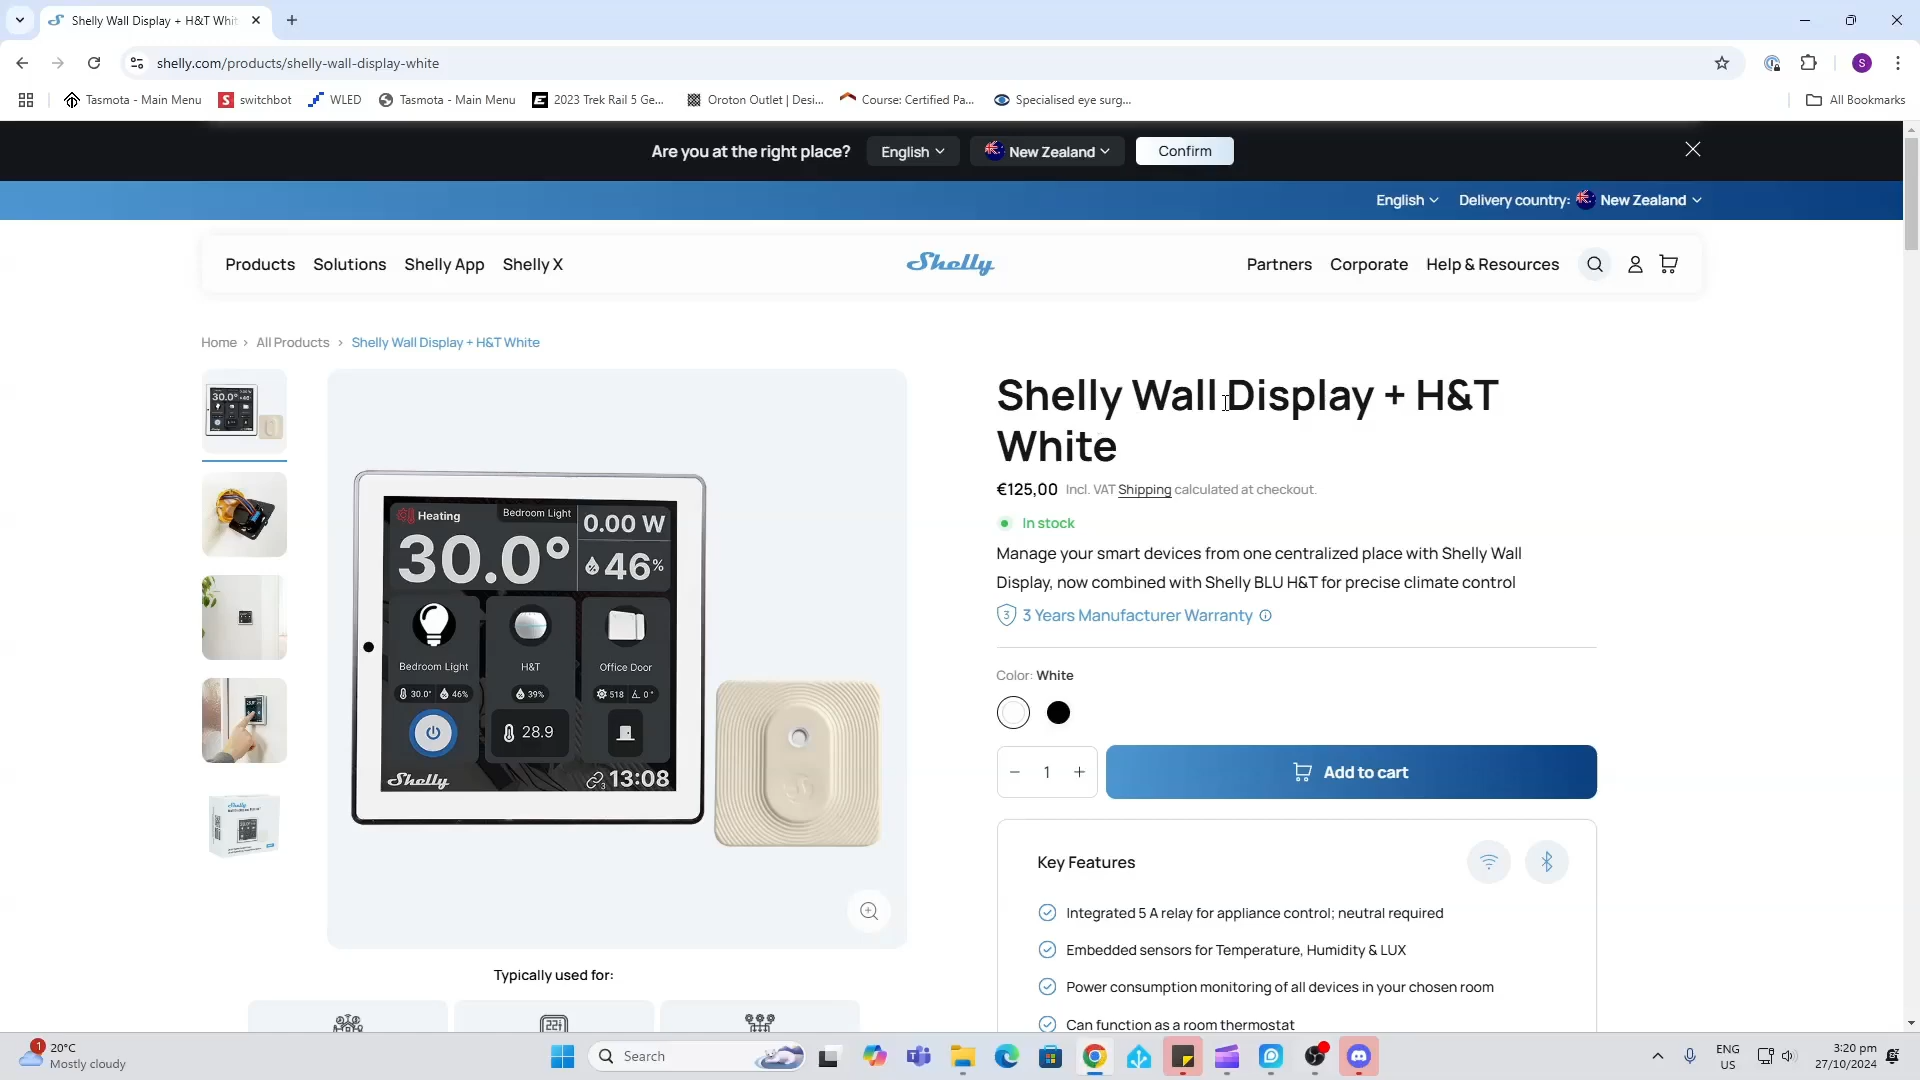 Shelly Wall Display + H&T Whit
shelly.com/products/shelly-wall-display-white
Tasmota - Main Menu
switchbot
WLED
Tasmota - Main Menu
2023 Trek Rail 5 Ge...
Oroton Outlet | Desi...
Course: Certified Pa...
Specialised eye surg...
All Bookmarks
Are you at the right place?
English
New Zealand
Confirm
English
Delivery country: New Zealand
Products
Solutions
Shelly App
Shelly X
Shelly
Partners
Corporate
Help & Resources
Home › All Products › Shelly Wall Display + H&T White
Heating
Bedroom Light
0.00 W
30.0°
46%
Bedroom Light
H&T
Office Door
30.0° 46%
39%
518 0°
28.9
Shelly
13:08
Shelly Wall Display + H&T
White
€125,00 Incl. VAT Shipping calculated at checkout.
In stock
Manage your smart devices from one centralized place with Shelly Wall
Display, now combined with Shelly BLU H&T for precise climate control
3 3 Years Manufacturer Warranty
Color: White
− 1 +
Add to cart
Key Features
Integrated 5 A relay for appliance control; neutral required
Embedded sensors for Temperature, Humidity & LUX
Power consumption monitoring of all devices in your chosen room
Can function as a room thermostat
Typically used for:
1
20°C
Mostly cloudy
Search
ENG
US
3:20 pm
27/10/2024
S